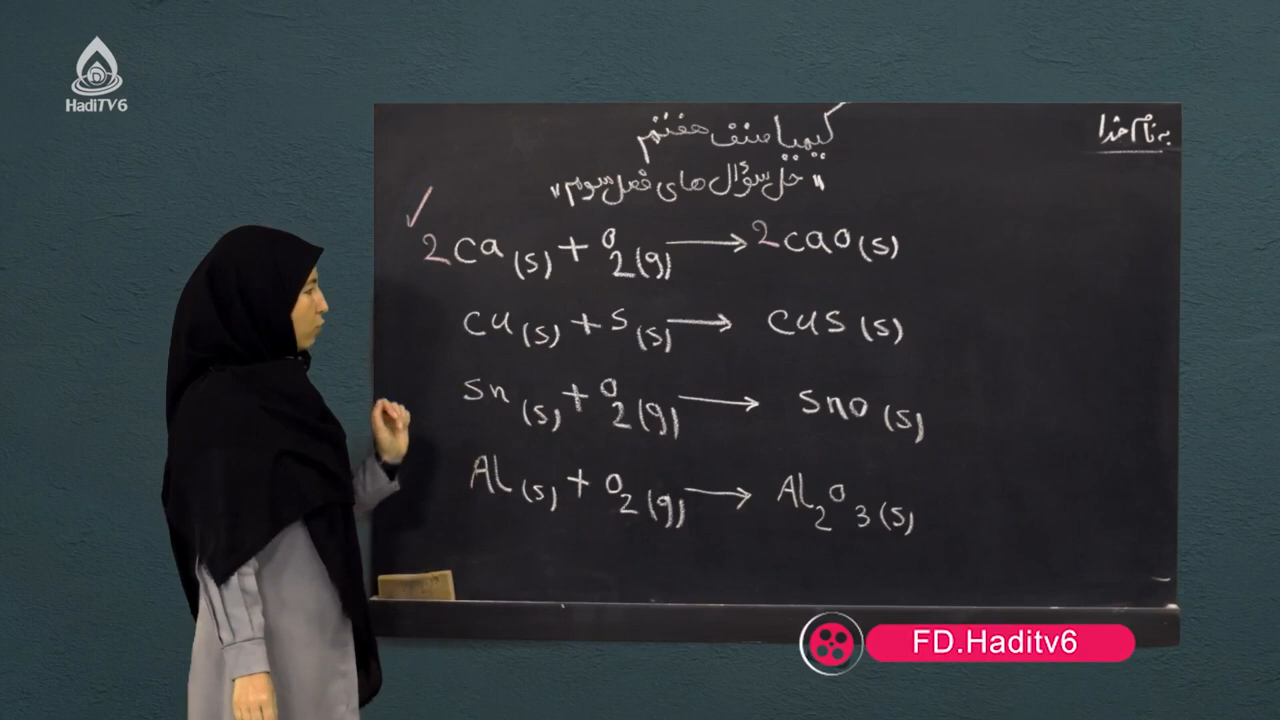 HadiTV6
به نام خدا
کیمیا صنف هفتم
"حل سؤال های فصل سوم"
2Ca (s) + O2(g) → 2CaO(s)
Cu (s) + S (s) → CuS (s)
Sn (s) + O2(g) → SnO (s)
Al (s) + O2 (g) → Al2O3(s)
FD.Haditv6